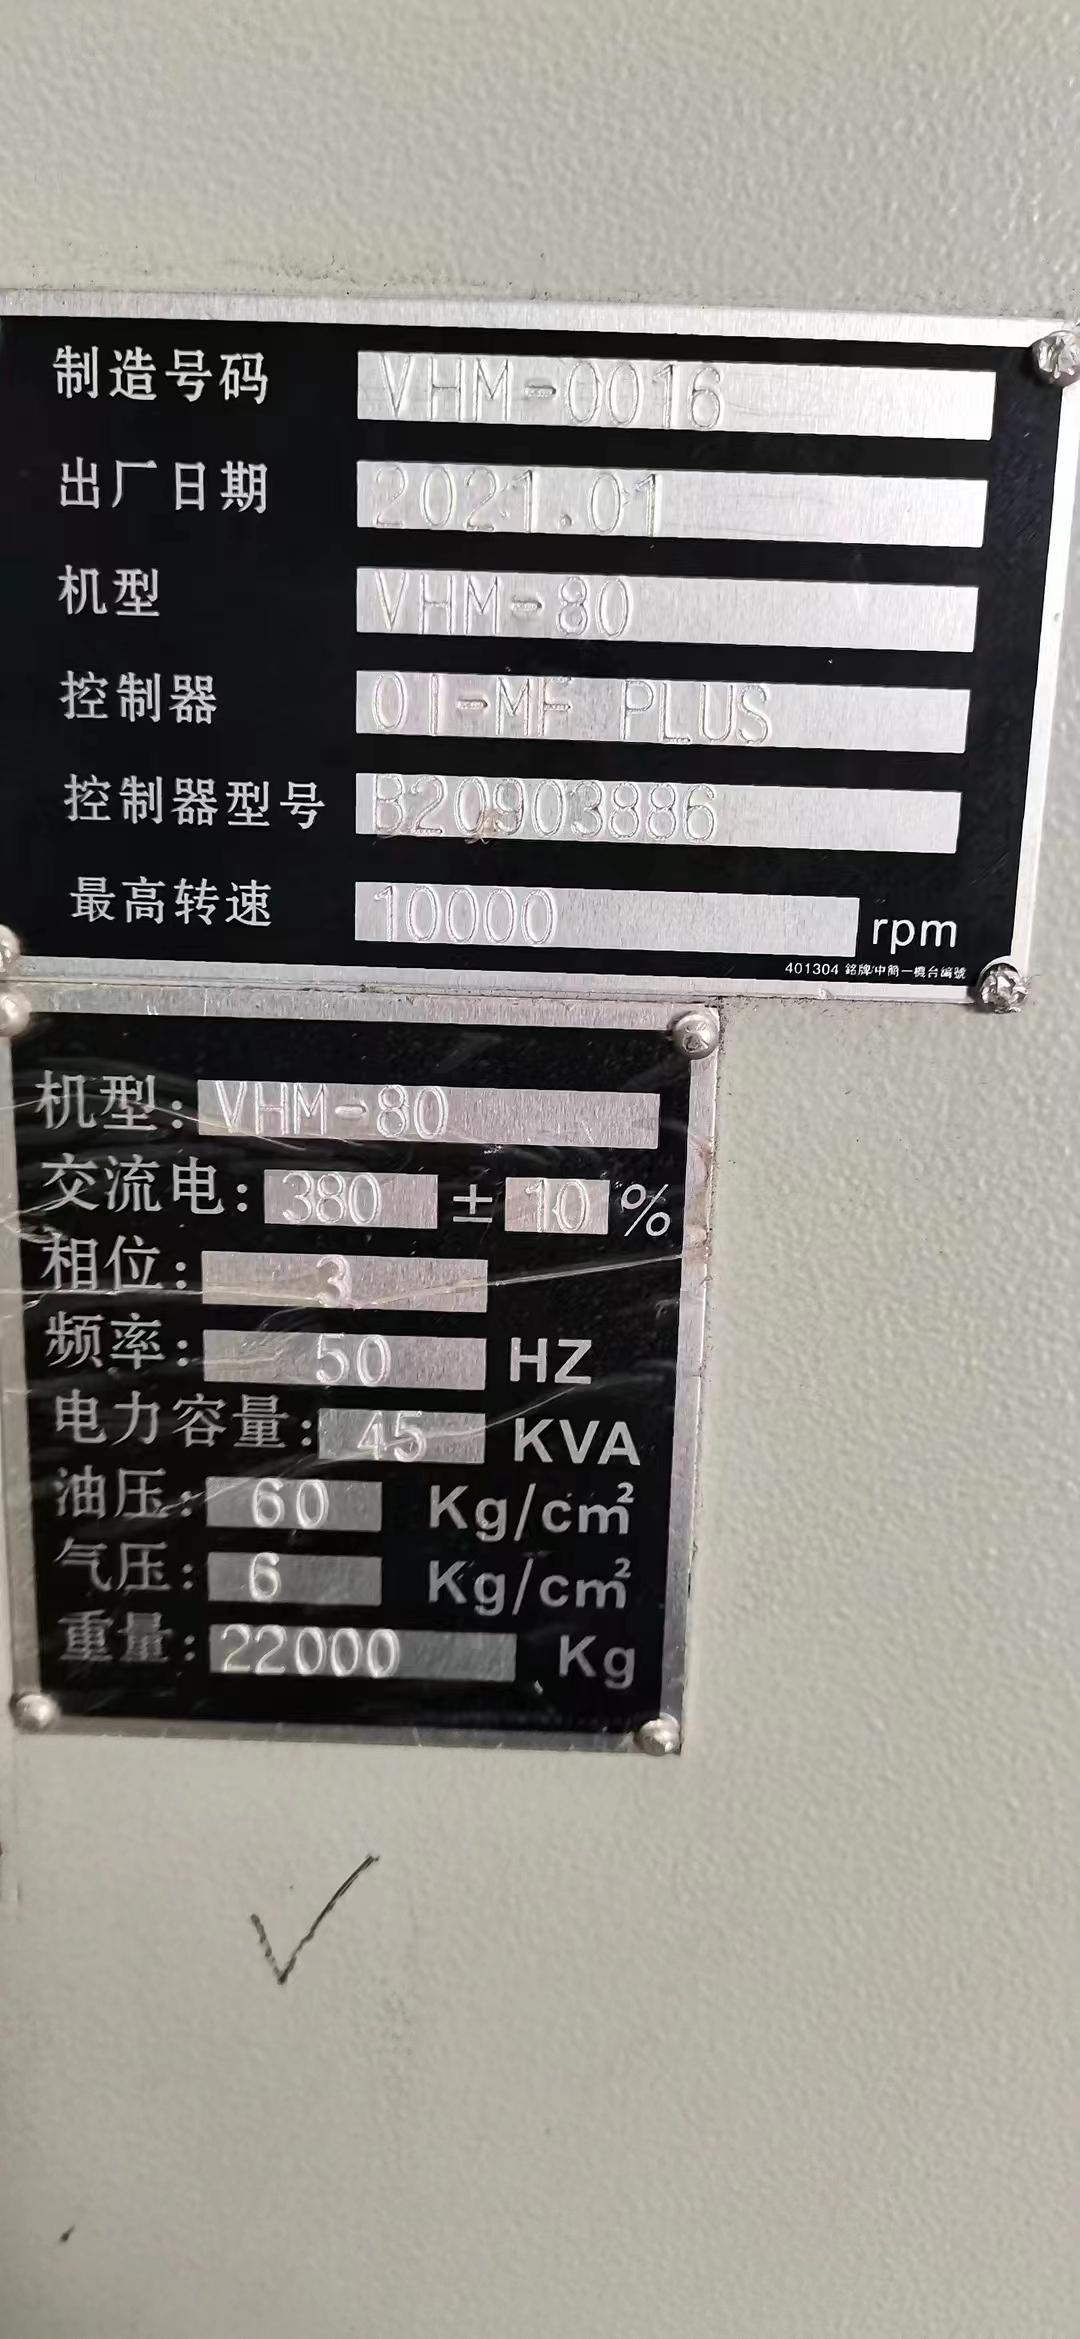 制造号码 VHM-0016
出厂日期 2021.01
机型 VHM-80
控制器 OI-MF PLUS
控制器型号 B20903886
最高转速 10000 rpm
401304 銘牌/中簡一機台編號
机型: VHM-80
交流电: 380 ± 10 %
相位: 3
频率: 50 HZ
电力容量: 45 KVA
油压: 60 Kg/cm²
气压: 6 Kg/cm²
重量: 22000 Kg